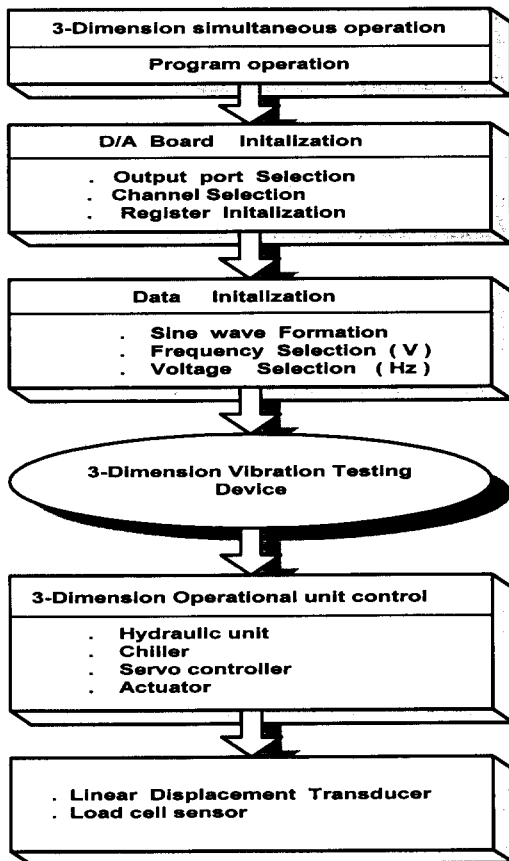 3-Dimension simultaneous operation
Program operation
D/A Board Initalization
. Output port Selection
. Channel Selection
. Register Initalization
Data Initalization
. Sine wave Formation
. Frequency Selection ( V )
. Voltage Selection ( Hz )
3-Dimension Vibration Testing
Device
3-Dimension Operational unit control
. Hydraulic unit
. Chiller
. Servo controller
. Actuator
. Linear Displacement Transducer
. Load cell sensor